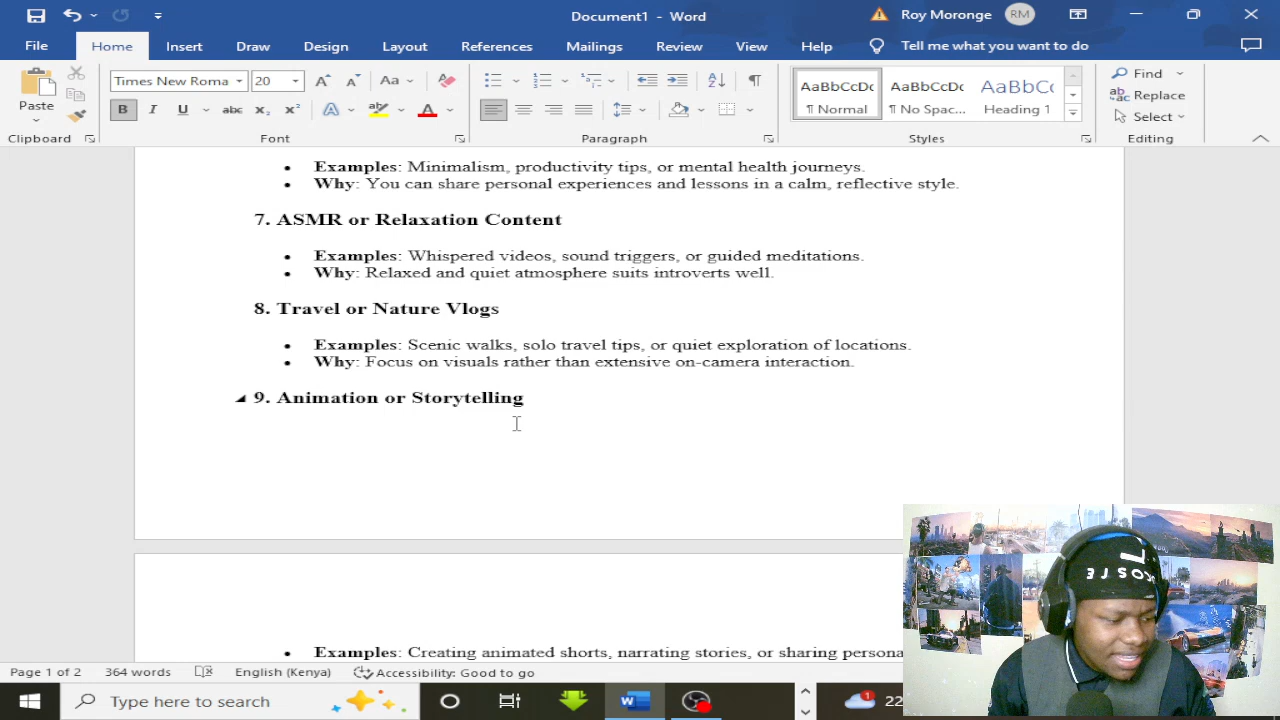 Document1 - Word
Roy Moronge
RM
File
Home
Insert
Draw
Design
Layout
References
Mailings
Review
View
Help
Tell me what you want to do
Paste
Times New Roma
20
Aa
B I U abc x₂ x²
AaBbCcDc
¶ Normal
AaBbCcDc
¶ No Spac...
AaBbCc
Heading 1
Find
Replace
Select
Clipboard
Font
Paragraph
Styles
Editing
• Examples: Minimalism, productivity tips, or mental health journeys.
• Why: You can share personal experiences and lessons in a calm, reflective style.
7. ASMR or Relaxation Content
• Examples: Whispered videos, sound triggers, or guided meditations.
• Why: Relaxed and quiet atmosphere suits introverts well.
8. Travel or Nature Vlogs
• Examples: Scenic walks, solo travel tips, or quiet exploration of locations.
• Why: Focus on visuals rather than extensive on-camera interaction.
9. Animation or Storytelling
• Examples: Creating animated shorts, narrating stories, or sharing persona
Page 1 of 2
364 words
English (Kenya)
Accessibility: Good to go
Type here to search
1
22